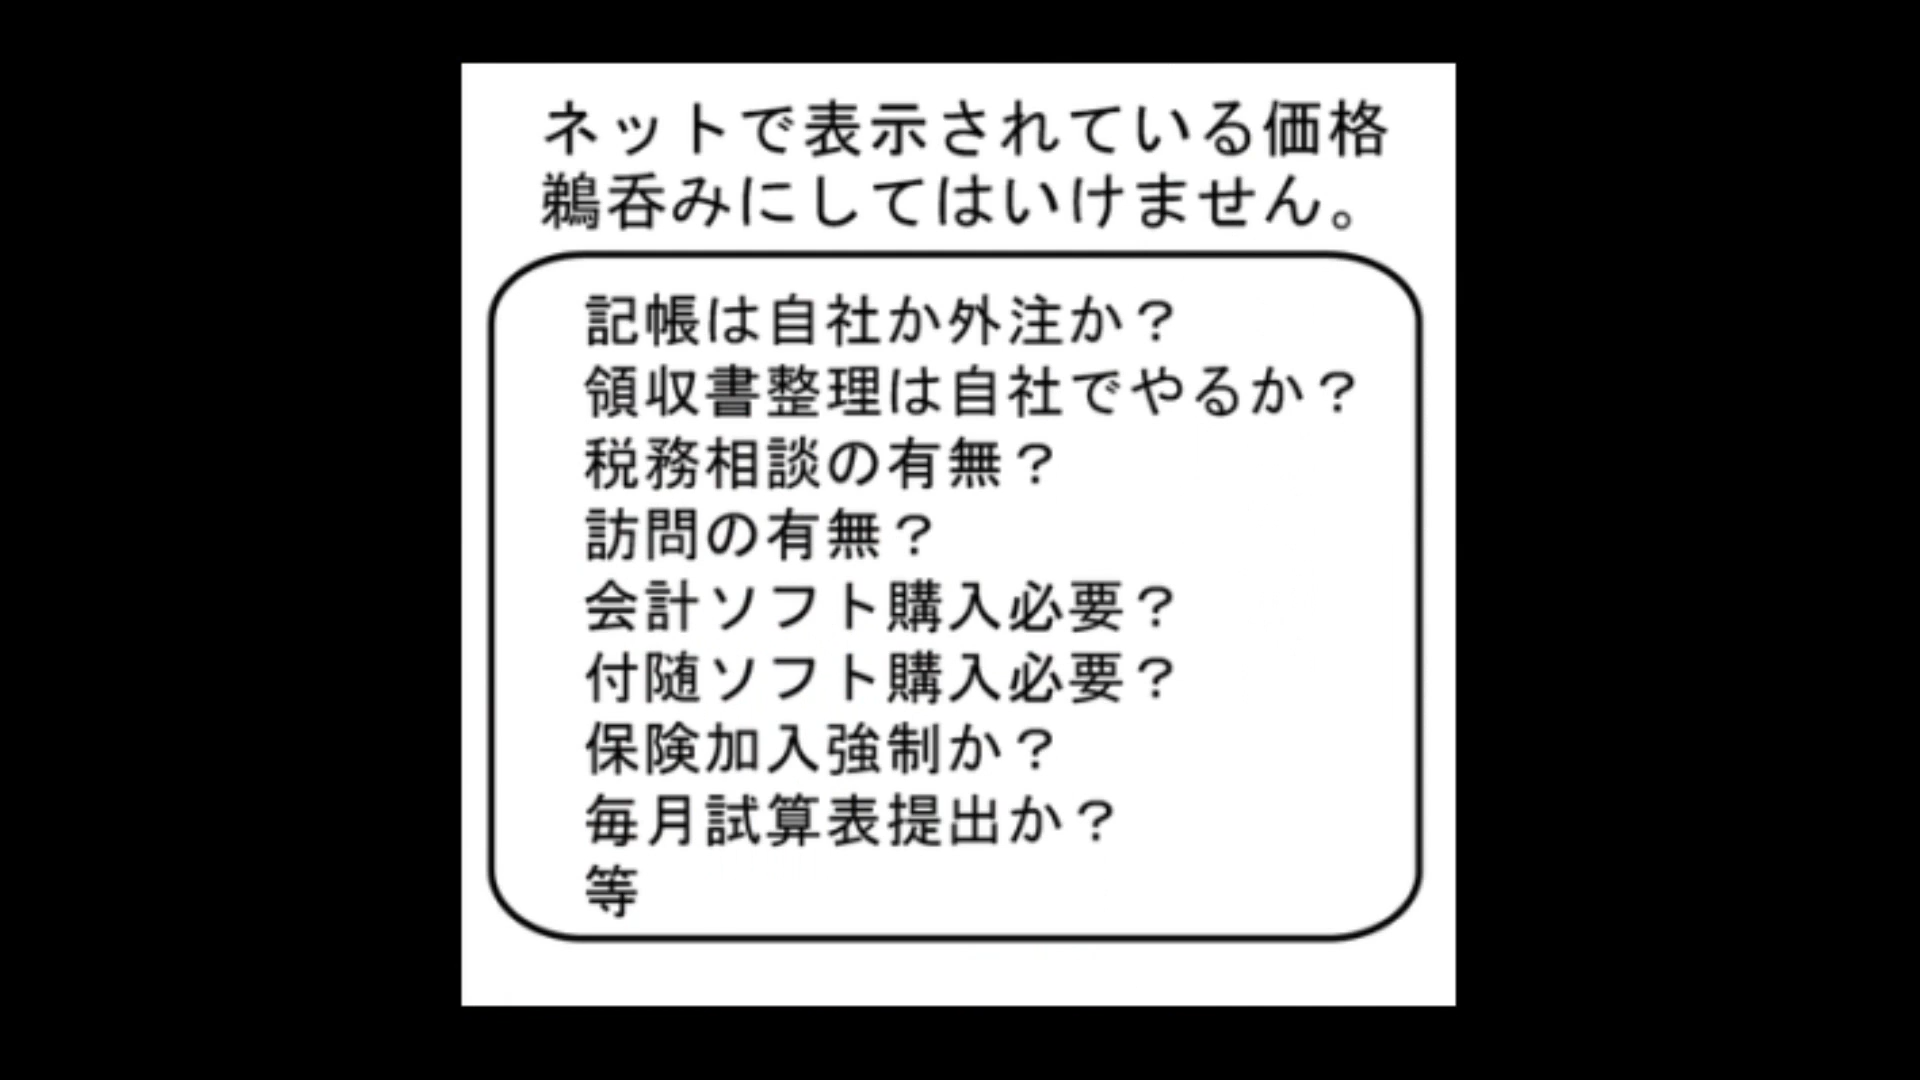 ネットで表示されている価格
鵜呑みにしてはいけません。
記帳は自社か外注か？
領収書整理は自社でやるか？
税務相談の有無？
訪問の有無？
会計ソフト購入必要？
付随ソフト購入必要？
保険加入強制か？
毎月試算表提出か？
等